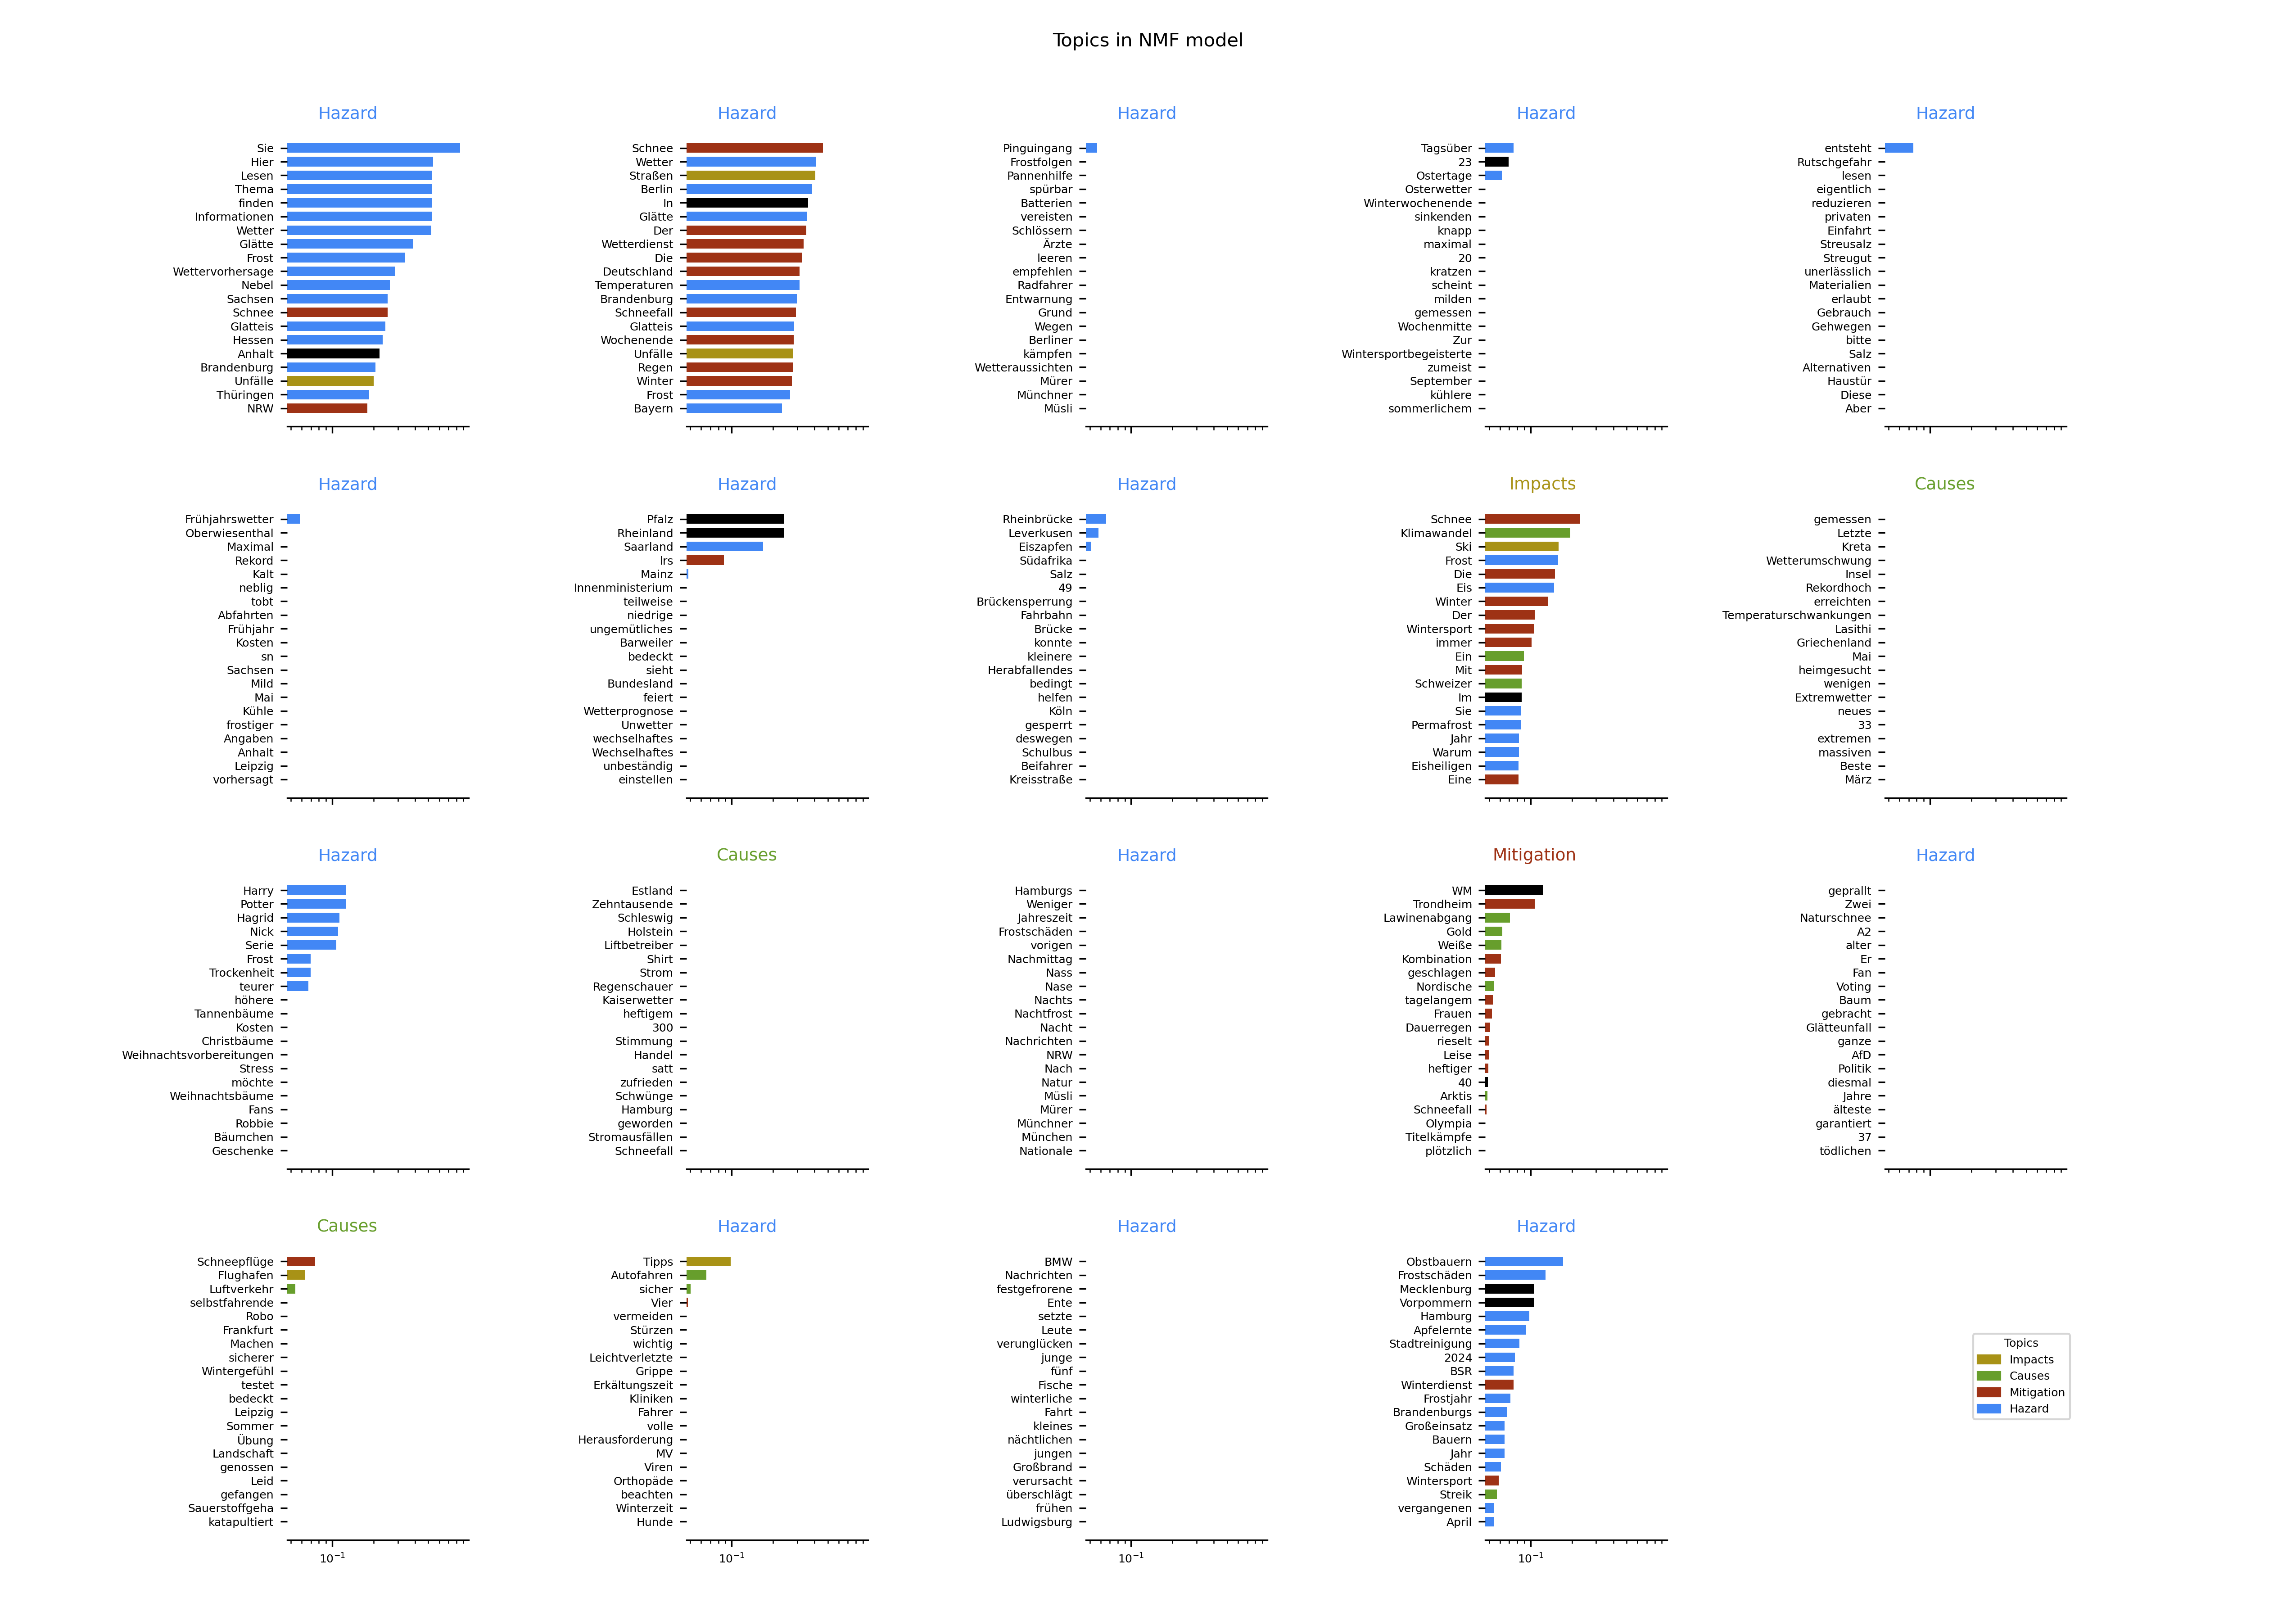 Topics in NMF model
Hazard
Sie
Hier
Lesen
Thema
finden
Informationen
Wetter
Glätte
Frost
Wettervorhersage
Nebel
Sachsen
Schnee
Glatteis
Hessen
Anhalt
Brandenburg
Unfälle
Thüringen
NRW
Hazard
Schnee
Wetter
Straßen
Berlin
In
Glätte
Der
Wetterdienst
Die
Deutschland
Temperaturen
Brandenburg
Schneefall
Glatteis
Wochenende
Unfälle
Regen
Winter
Frost
Bayern
Hazard
Pinguingang
Frostfolgen
Pannenhilfe
spürbar
Batterien
vereisten
Schlössern
Ärzte
leeren
empfehlen
Radfahrer
Entwarnung
Grund
Wegen
Berliner
kämpfen
Wetteraussichten
Mürer
Münchner
Müsli
Hazard
Tagsüber
23
Ostertage
Osterwetter
Winterwochenende
sinkenden
knapp
maximal
20
kratzen
scheint
milden
gemessen
Wochenmitte
Zur
Wintersportbegeisterte
zumeist
September
kühlere
sommerlichem
Hazard
entsteht
Rutschgefahr
lesen
eigentlich
reduzieren
privaten
Einfahrt
Streusalz
Streugut
unerlässlich
Materialien
erlaubt
Gebrauch
Gehwegen
bitte
Salz
Alternativen
Haustür
Diese
Aber
Hazard
Frühjahrswetter
Oberwiesenthal
Maximal
Rekord
Kalt
neblig
tobt
Abfahrten
Frühjahr
Kosten
sn
Sachsen
Mild
Mai
Kühle
frostiger
Angaben
Anhalt
Leipzig
vorhersagt
Hazard
Pfalz
Rheinland
Saarland
lrs
Mainz
Innenministerium
teilweise
niedrige
ungemütliches
Barweiler
bedeckt
sieht
Bundesland
feiert
Wetterprognose
Unwetter
wechselhaftes
Wechselhaftes
unbeständig
einstellen
Hazard
Rheinbrücke
Leverkusen
Eiszapfen
Südafrika
Salz
49
Brückensperrung
Fahrbahn
Brücke
konnte
kleinere
Herabfallendes
bedingt
helfen
Köln
gesperrt
deswegen
Schulbus
Beifahrer
Kreisstraße
Impacts
Schnee
Klimawandel
Ski
Frost
Die
Eis
Winter
Der
Wintersport
immer
Ein
Mit
Schweizer
Im
Sie
Permafrost
Jahr
Warum
Eisheiligen
Eine
Causes
gemessen
Letzte
Kreta
Wetterumschwung
Insel
Rekordhoch
erreichten
Temperaturschwankungen
Lasithi
Griechenland
Mai
heimgesucht
wenigen
Extremwetter
neues
33
extremen
massiven
Beste
März
Hazard
Harry
Potter
Hagrid
Nick
Serie
Frost
Trockenheit
teurer
höhere
Tannenbäume
Kosten
Christbäume
Weihnachtsvorbereitungen
Stress
möchte
Weihnachtsbäume
Fans
Robbie
Bäumchen
Geschenke
Causes
Estland
Zehntausende
Schleswig
Holstein
Liftbetreiber
Shirt
Strom
Regenschauer
Kaiserwetter
heftigem
300
Stimmung
Handel
satt
zufrieden
Schwünge
Hamburg
geworden
Stromausfällen
Schneefall
Hazard
Hamburgs
Weniger
Jahreszeit
Frostschäden
vorigen
Nachmittag
Nass
Nase
Nachts
Nachtfrost
Nacht
Nachrichten
NRW
Nach
Natur
Müsli
Mürer
Münchner
München
Nationale
Mitigation
WM
Trondheim
Lawinenabgang
Gold
Weiße
Kombination
geschlagen
Nordische
tagelangem
Frauen
Dauerregen
rieselt
Leise
heftiger
40
Arktis
Schneefall
Olympia
Titelkämpfe
plötzlich
Hazard
geprallt
Zwei
Naturschnee
A2
alter
Er
Fan
Voting
Baum
gebracht
Glätteunfall
ganze
AfD
Politik
diesmal
Jahre
älteste
garantiert
37
tödlichen
Causes
Schneepflüge
Flughafen
Luftverkehr
selbstfahrende
Robo
Frankfurt
Machen
sicherer
Wintergefühl
testet
bedeckt
Leipzig
Sommer
Übung
Landschaft
genossen
Leid
gefangen
Sauerstoffgeha
katapultiert
10⁻¹
Hazard
Tipps
Autofahren
sicher
Vier
vermeiden
Stürzen
wichtig
Leichtverletzte
Grippe
Erkältungszeit
Kliniken
Fahrer
volle
Herausforderung
MV
Viren
Orthopäde
beachten
Winterzeit
Hunde
10⁻¹
Hazard
BMW
Nachrichten
festgefrorene
Ente
setzte
Leute
verunglücken
junge
fünf
Fische
winterliche
Fahrt
kleines
nächtlichen
jungen
Großbrand
verursacht
überschlägt
frühen
Ludwigsburg
10⁻¹
Hazard
Obstbauern
Frostschäden
Mecklenburg
Vorpommern
Hamburg
Apfelernte
Stadtreinigung
2024
BSR
Winterdienst
Frostjahr
Brandenburgs
Großeinsatz
Bauern
Jahr
Schäden
Wintersport
Streik
vergangenen
April
10⁻¹
Topics
Impacts
Causes
Mitigation
Hazard